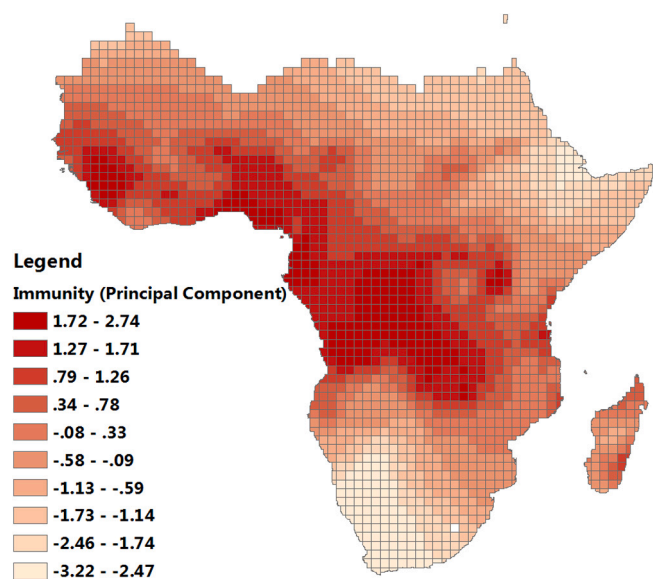 Legend
Immunity (Principal Component)
1.72 - 2.74
1.27 - 1.71
.79 - 1.26
.34 - .78
-.08 - .33
-.58 - -.09
-1.13 - -.59
-1.73 - -1.14
-2.46 - -1.74
-3.22 - -2.47